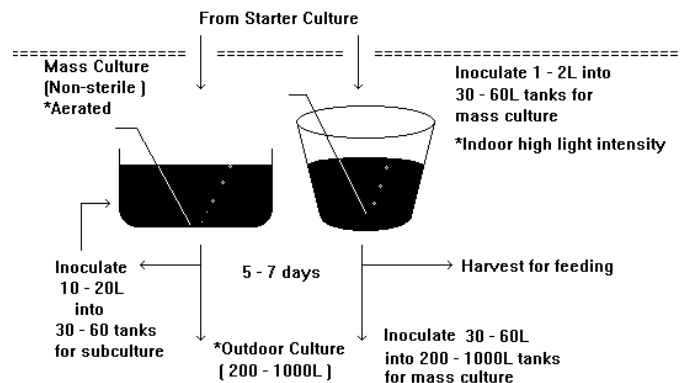 From Starter Culture
Mass Culture
(Non-sterile )
*Aerated
Inoculate 1 - 2L into
30 - 60L tanks for
mass culture
*Indoor high light intensity
Inoculate
10 - 20L
into
30 - 60 tanks
for subculture
5 - 7 days
Harvest for feeding
*Outdoor Culture
( 200 - 1000L )
Inoculate 30 - 60L
into 200 - 1000L tanks
for mass culture